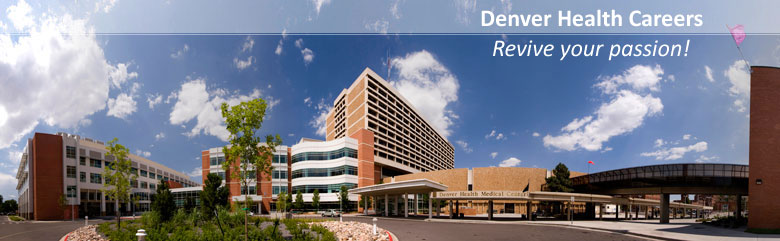 Denver Health Careers
Revive your passion!
Denver Health Medical Center